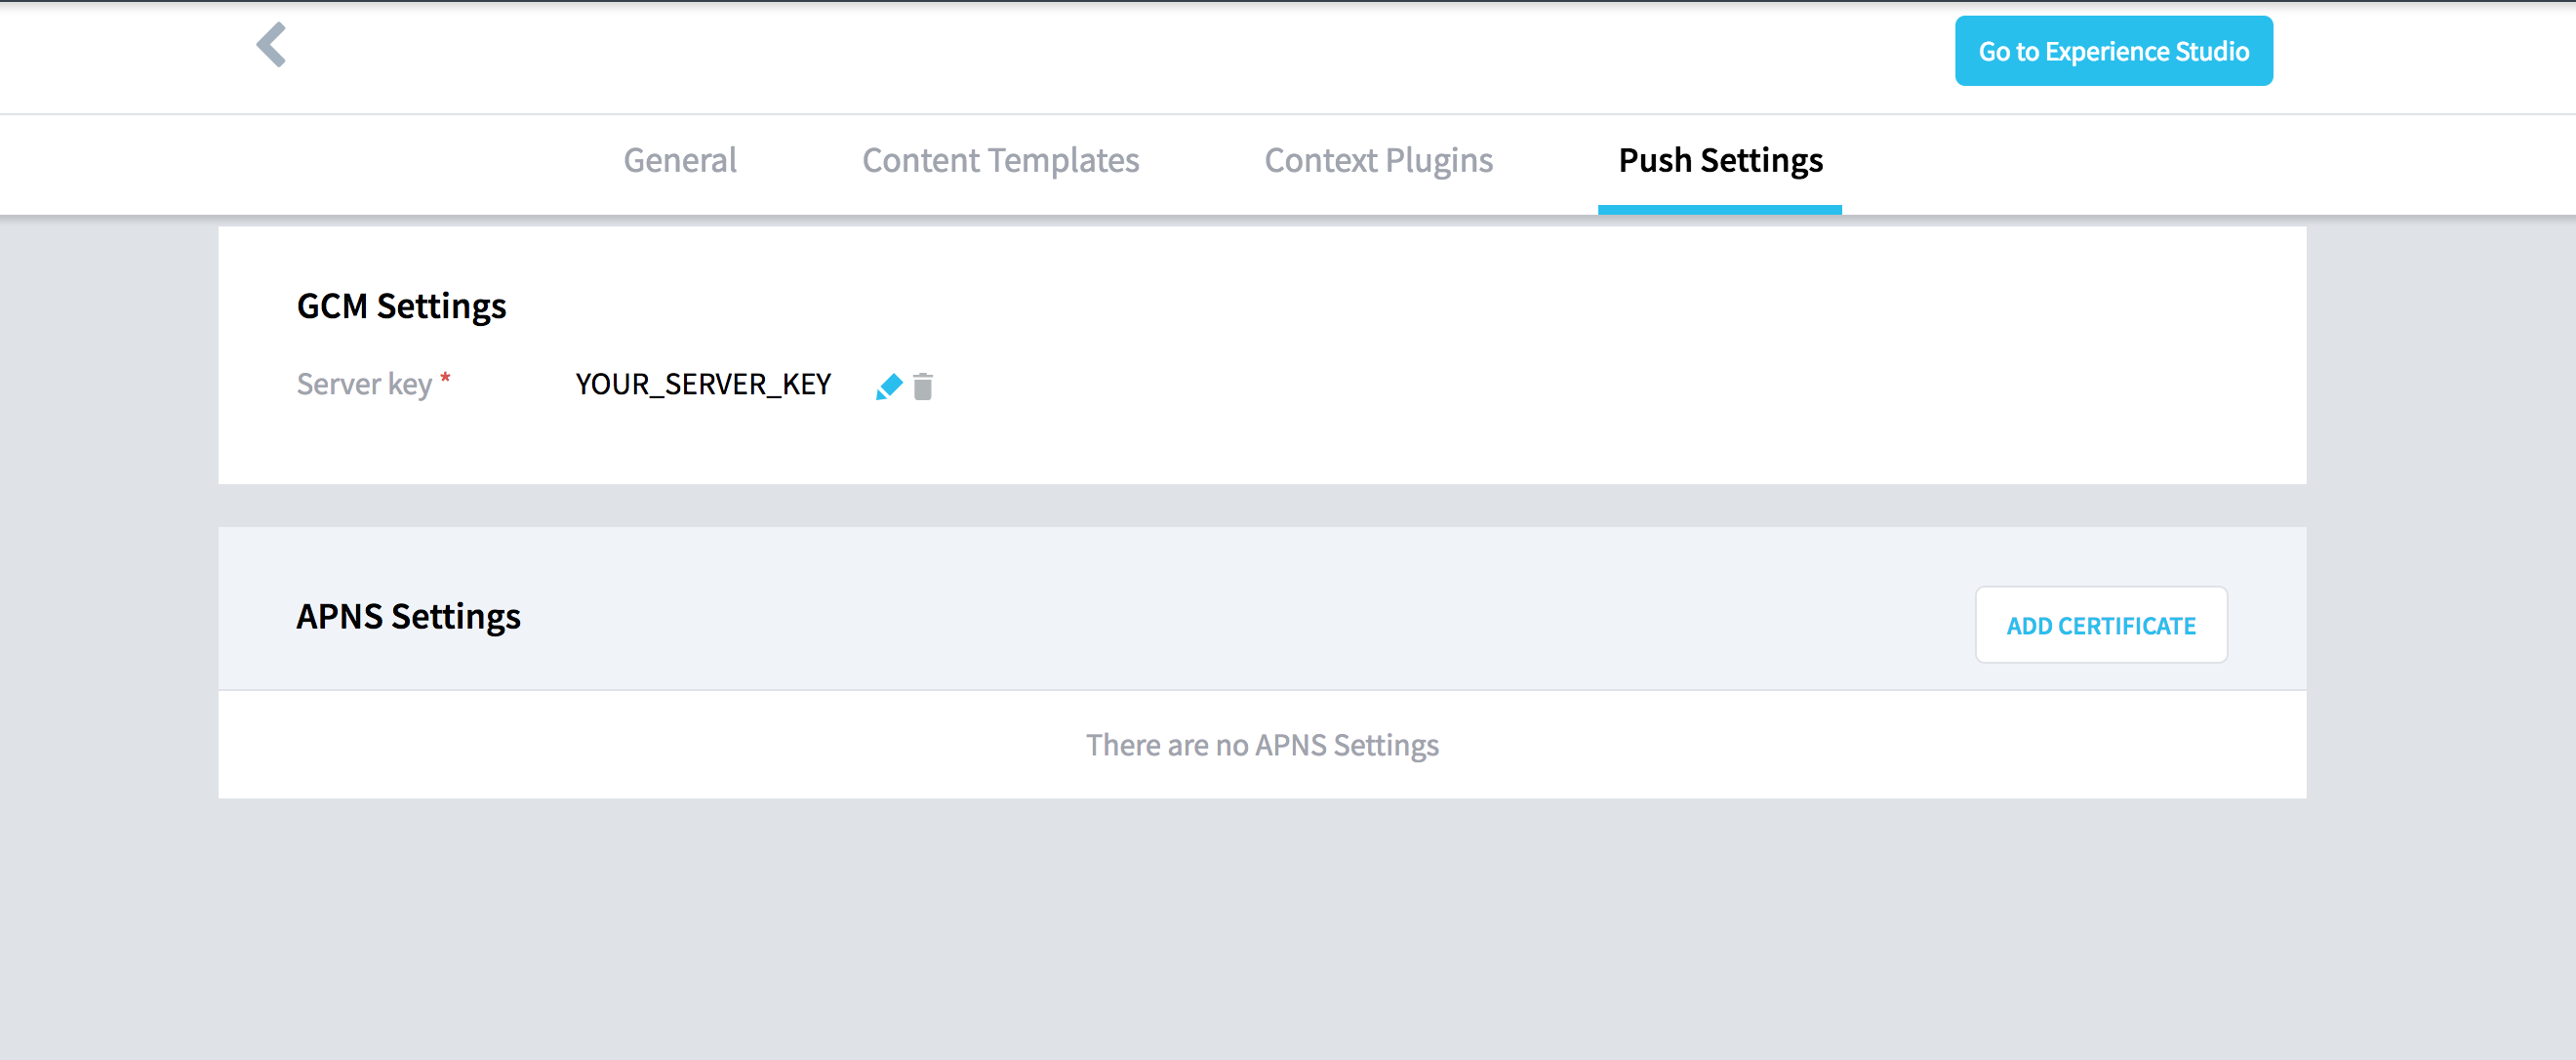 Go to Experience Studio
General Content Templates Context Plugins Push Settings
GCM Settings
Server key * YOUR_SERVER_KEY
APNS Settings
ADD CERTIFICATE
There are no APNS Settings